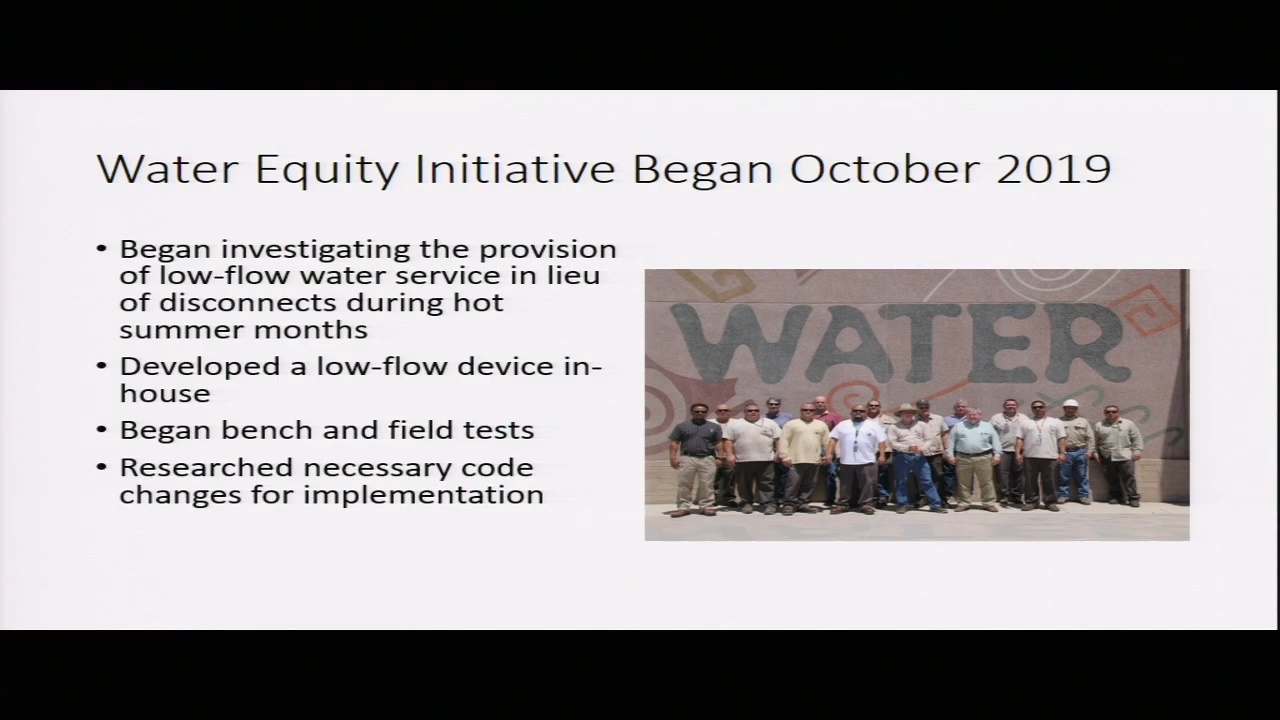 Water Equity Initiative Began October 2019
• Began investigating the provision
of low-flow water service in lieu
of disconnects during hot
summer months
• Developed a low-flow device in-
house
• Began bench and field tests
• Researched necessary code
changes for implementation
WATER